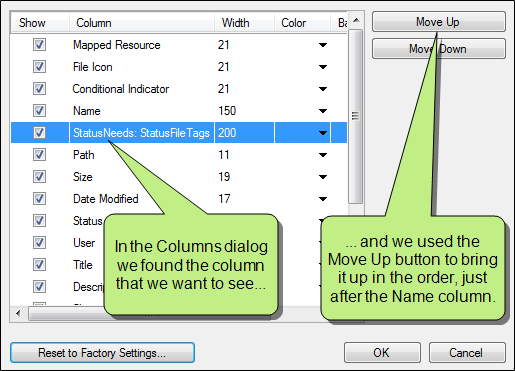 Show Column Width Color Ba
Mapped Resource 21
File Icon 21
Conditional Indicator 21
Name 150
StatusNeeds: StatusFileTags 200
Path 11
Size 19
Date Modified 17
Status
User
Title
Descrip
Move Up
Move Down
In the Columns dialog
we found the column
that we want to see...
... and we used the
Move Up button to bring
it up in the order, just
after the Name column.
Reset to Factory Settings...
OK
Cancel